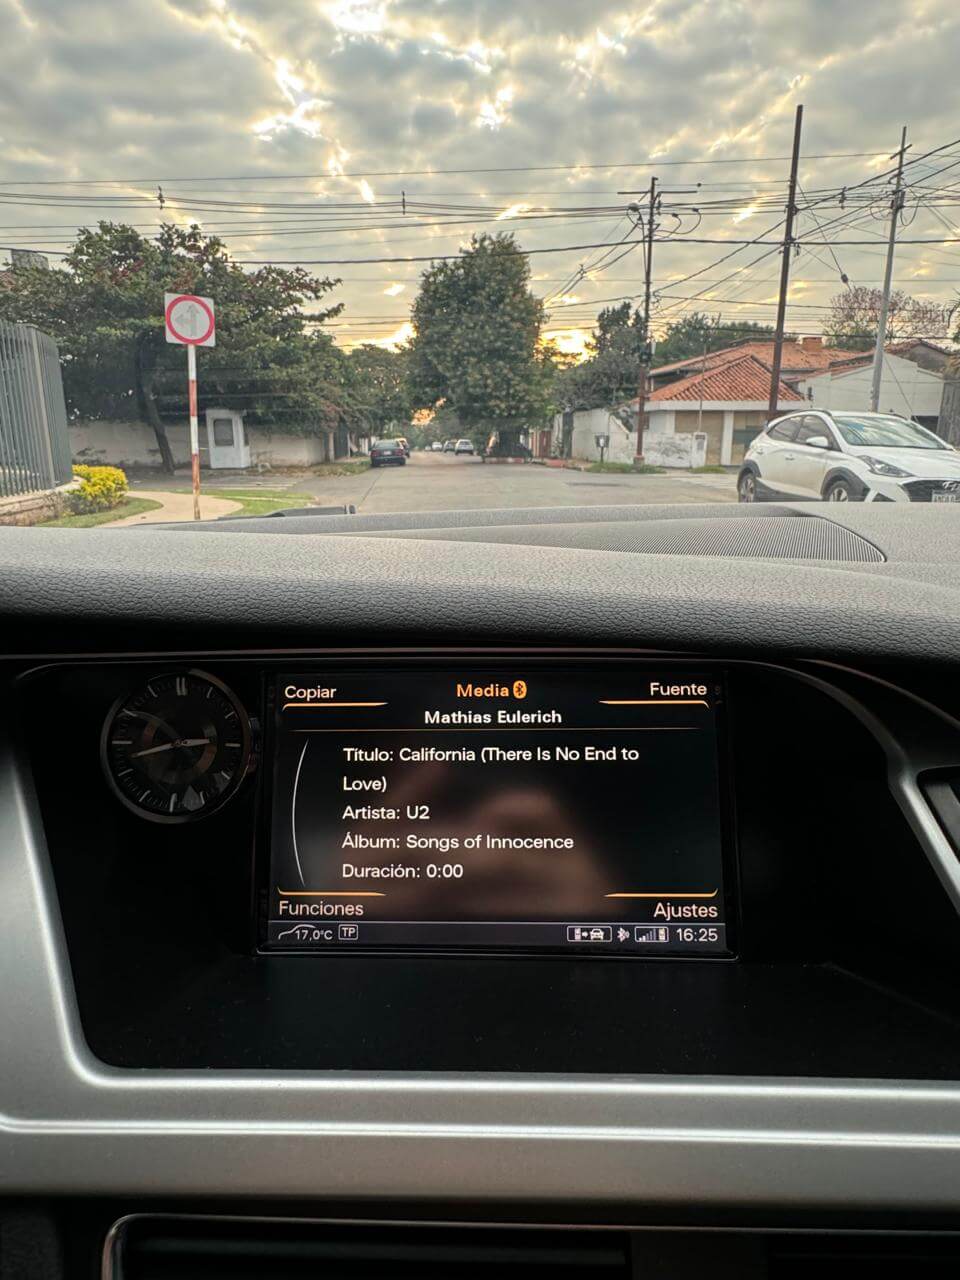 Copiar
Media
Fuente
Mathias Eulerich
Título: California (There Is No End to
Love)
Artista: U2
Álbum: Songs of Innocence
Duración: 0:00
Funciones
Ajustes
17,0°C TP
16:25